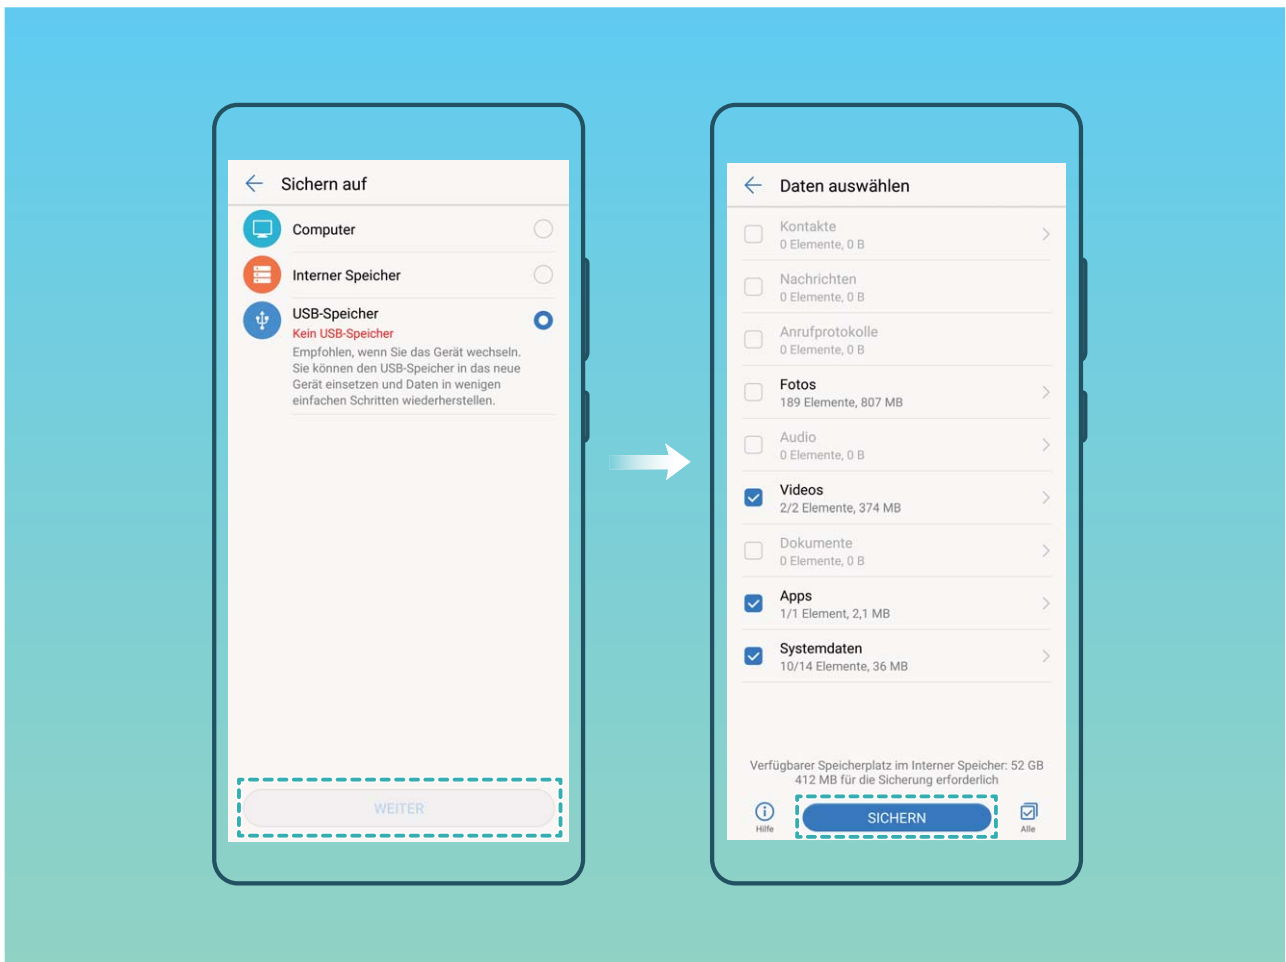 Sichern auf
Computer
Interner Speicher
USB-Speicher
Kein USB-Speicher
Empfohlen, wenn Sie das Gerät wechseln.
Sie können den USB-Speicher in das neue
Gerät einsetzen und Daten in wenigen
einfachen Schritten wiederherstellen.
WEITER
Daten auswählen
Kontakte
0 Elemente, 0 B
Nachrichten
0 Elemente, 0 B
Anrufprotokolle
0 Elemente, 0 B
Fotos
189 Elemente, 807 MB
Audio
0 Elemente, 0 B
Videos
2/2 Elemente, 374 MB
Dokumente
0 Elemente, 0 B
Apps
1/1 Element, 2,1 MB
Systemdaten
10/14 Elemente, 36 MB
Verfügbarer Speicherplatz im Interner Speicher: 52 GB
412 MB für die Sicherung erforderlich
Hilfe
SICHERN
Alle